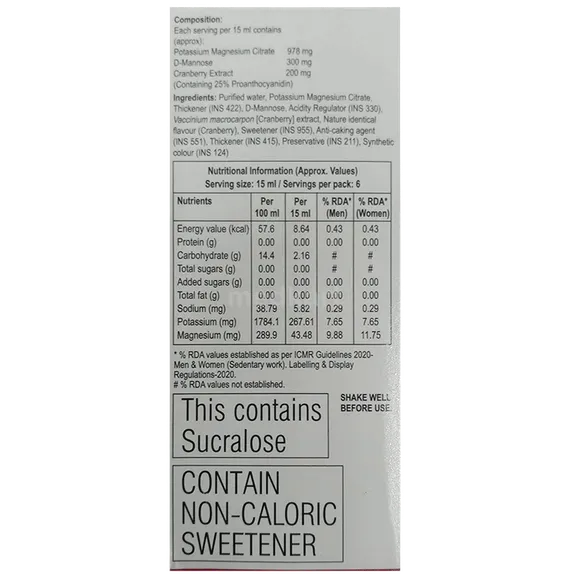 Composition:
Each serving per 15 ml contains
(approx):
Potassium Magnesium Citrate 978 mg
D-Mannose 300 mg
Cranberry Extract 200 mg
(Containing 25% Proanthocyanidin)
Ingredients: Purified water, Potassium Magnesium Citrate,
Thickener (INS 422), D-Mannose, Acidity Regulator (INS 330),
Vaccinium macrocarpon [Cranberry] extract, Nature identical
flavour (Cranberry), Sweetener (INS 955), Anti-caking agent
(INS 551), Thickener (INS 415), Preservative (INS 211), Synthetic
colour (INS 124)
Nutritional Information (Approx. Values)
Serving size: 15 ml / Servings per pack: 6
Nutrients Per 100 ml Per 15 ml % RDA* (Men) % RDA* (Women)
Energy value (kcal) 57.6 8.64 0.43 0.43
Protein (g) 0.00 0.00 0.00 0.00
Carbohydrate (g) 14.4 2.16 # #
Total sugars (g) 0.00 0.00 # #
Added sugars (g) 0.00 0.00 0.00 0.00
Total fat (g) 0.00 0.00 0.00 0.00
Sodium (mg) 38.79 5.82 0.29 0.29
Potassium (mg) 1784.1 267.61 7.65 7.65
Magnesium (mg) 289.9 43.48 9.88 11.75
* % RDA values established as per ICMR Guidelines 2020-
Men & Women (Sedentary work). Labelling & Display
Regulations-2020.
# % RDA values not established.
SHAKE WELL
BEFORE USE.
This contains
Sucralose
CONTAIN
NON-CALORIC
SWEETENER